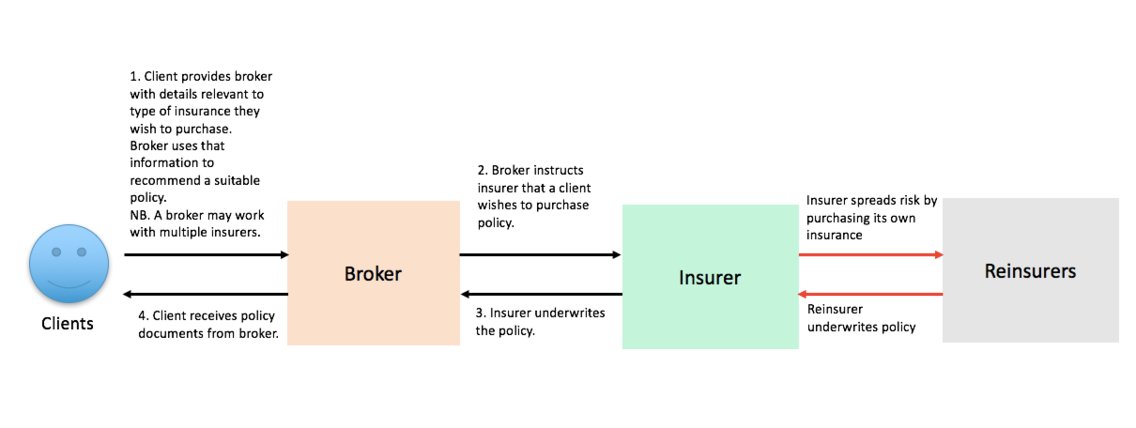 1. Client provides broker
with details relevant to
type of insurance they
wish to purchase.
Broker uses that
information to
recommend a suitable
policy.
NB. A broker may work
with multiple insurers.
2. Broker instructs
insurer that a client
wishes to purchase
policy.
Insurer spreads risk by
purchasing its own
insurance
Broker
Insurer
Reinsurers
Clients
4. Client receives policy
documents from broker.
3. Insurer underwrites
the policy.
Reinsurer
underwrites policy